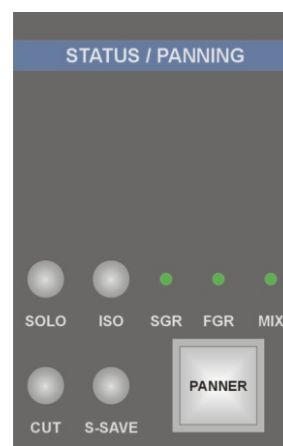 STATUS / PANNING
SOLO ISO SGR FGR MIX
PANNER
CUT S-SAVE